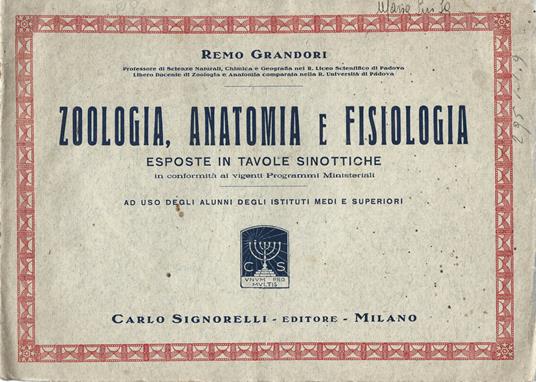 REMO GRANDORI
Professore di Scienze Naturali, Chimica e Geografia nel R. Liceo Scientifico di Padova
Libero Docente di Zoologia e Anatomia comparata nella R. Università di Padova
ZOOLOGIA, ANATOMIA E FISIOLOGIA
ESPOSTE IN TAVOLE SINOTTICHE
in conformità ai vigenti Programmi Ministeriali
AD USO DEGLI ALUNNI DEGLI ISTITUTI MEDI E SUPERIORI
C S
VNVM PRO
MVLTIS
CARLO SIGNORELLI - EDITORE - MILANO